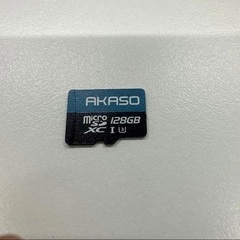 AKASO
micro SD 128GB
XC I U3